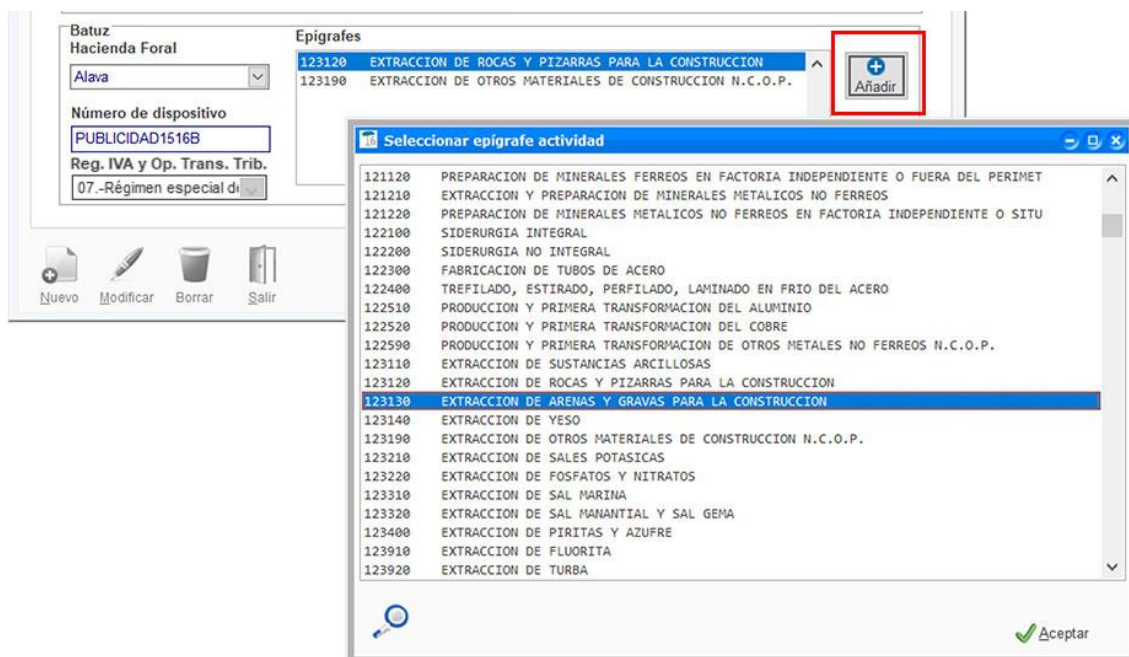 Batuz
Hacienda Foral
Alava
Número de dispositivo
PUBLICIDAD1516B
Reg. IVA y Op. Trans. Trib.
07.-Régimen especial de
Epígrafes
123120 EXTRACCION DE ROCAS Y PIZARRAS PARA LA CONSTRUCCION
123190 EXTRACCION DE OTROS MATERIALES DE CONSTRUCCION N.C.O.P.
Añadir
Nuevo Modificar Borrar Salir
Seleccionar epígrafe actividad
121120 PREPARACION DE MINERALES FERREOS EN FACTORIA INDEPENDIENTE O FUERA DEL PERIMET
121210 EXTRACCION Y PREPARACION DE MINERALES METALICOS NO FERREOS
121220 PREPARACION DE MINERALES METALICOS NO FERREOS EN FACTORIA INDEPENDIENTE O SITU
122100 SIDERURGIA INTEGRAL
122200 SIDERURGIA NO INTEGRAL
122300 FABRICACION DE TUBOS DE ACERO
122400 TREFILADO, ESTIRADO, PERFILADO, LAMINADO EN FRIO DEL ACERO
122510 PRODUCCION Y PRIMERA TRANSFORMACION DEL ALUMINIO
122520 PRODUCCION Y PRIMERA TRANSFORMACION DEL COBRE
122590 PRODUCCION Y PRIMERA TRANSFORMACION DE OTROS METALES NO FERREOS N.C.O.P.
123110 EXTRACCION DE SUSTANCIAS ARCILLOSAS
123120 EXTRACCION DE ROCAS Y PIZARRAS PARA LA CONSTRUCCION
123130 EXTRACCION DE ARENAS Y GRAVAS PARA LA CONSTRUCCION
123140 EXTRACCION DE YESO
123190 EXTRACCION DE OTROS MATERIALES DE CONSTRUCCION N.C.O.P.
123210 EXTRACCION DE SALES POTASICAS
123220 EXTRACCION DE FOSFATOS Y NITRATOS
123310 EXTRACCION DE SAL MARINA
123320 EXTRACCION DE SAL MANANTIAL Y SAL GEMA
123400 EXTRACCION DE PIRITAS Y AZUFRE
123910 EXTRACCION DE FLUORITA
123920 EXTRACCION DE TURBA
Aceptar